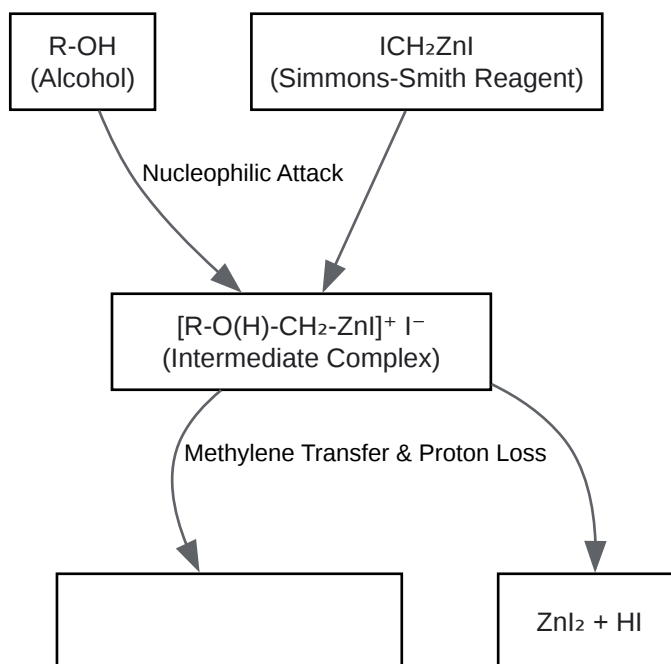 R-OH
(Alcohol)
ICH₂ZnI
(Simmons-Smith Reagent)
Nucleophilic Attack
[R-O(H)-CH₂-ZnI]⁺ I⁻
(Intermediate Complex)
Methylene Transfer & Proton Loss
ZnI₂ + HI